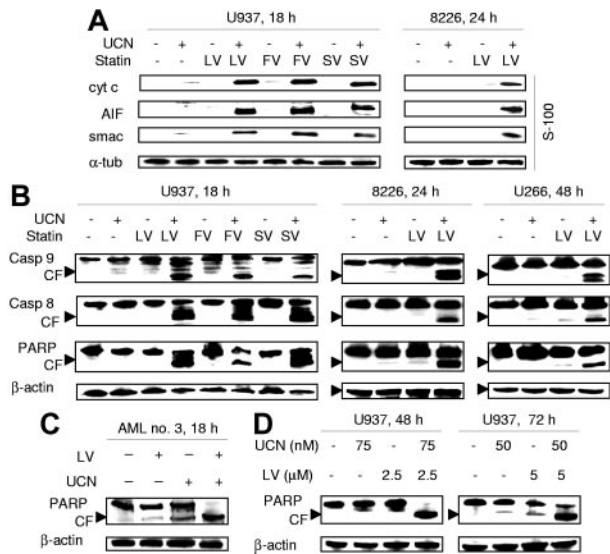 A
U937, 18 h
8226, 24 h
UCN - + - + - + - + - + - +
Statin - - LV LV FV FV SV SV - - LV LV
cyt c
AIF
smac
α-tub
S-100
B
U937, 18 h
8226, 24 h
U266, 48 h
UCN - + - + - + - + - + - + - + - +
Statin - - LV LV FV FV SV SV - - LV LV - - LV LV
Casp 9
CF
Casp 8
CF
PARP
CF
β-actin
C
AML no. 3, 18 h
LV - + - +
UCN - - + +
PARP
CF
β-actin
D
U937, 48 h
U937, 72 h
UCN (nM) - 75 - 75 - 50 - 50
LV (μM) - - 2.5 2.5 - - 5 5
PARP
CF
β-actin